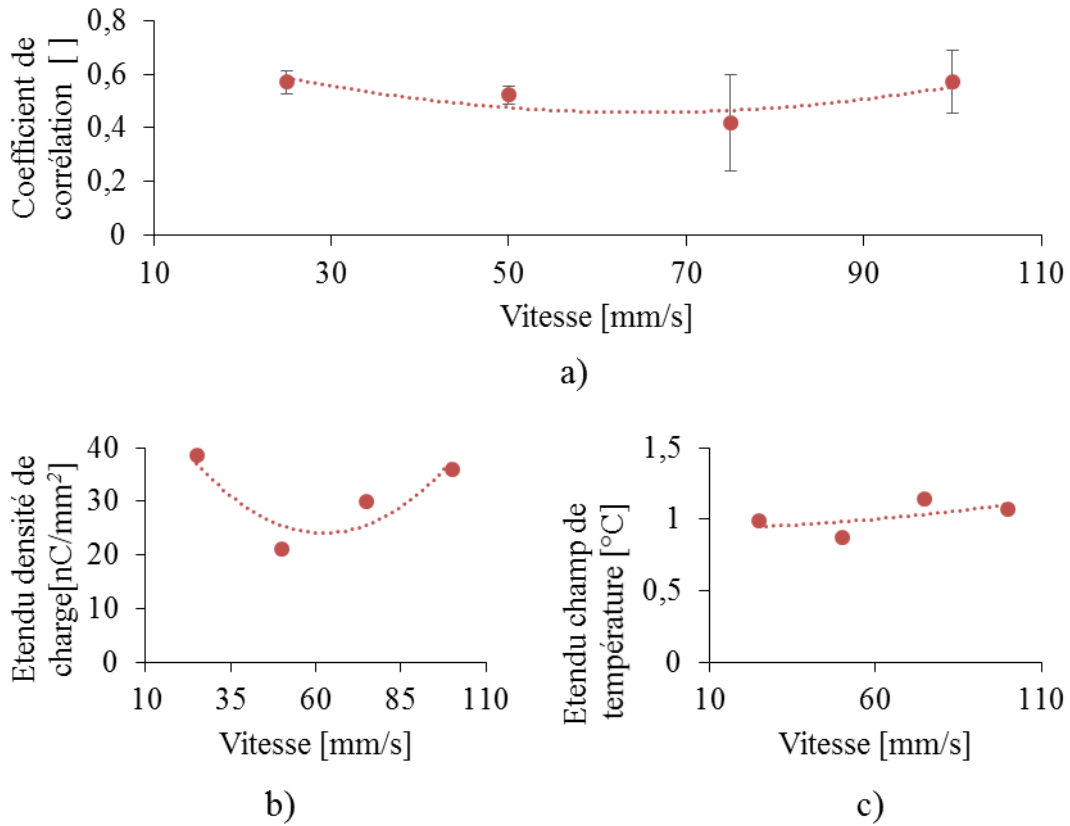 0,8
0,6
0,4
0,2
0
Coefficient de
corrélation [ ]
10 30 50 70 90 110
Vitesse [mm/s]
a)
40
30
20
10
0
Etendu densité de
charge[nC/mm²]
10 35 60 85 110
Vitesse [mm/s]
b)
1,5
1
0,5
0
Etendu champ de
température [°C]
10 60 110
Vitesse [mm/s]
c)